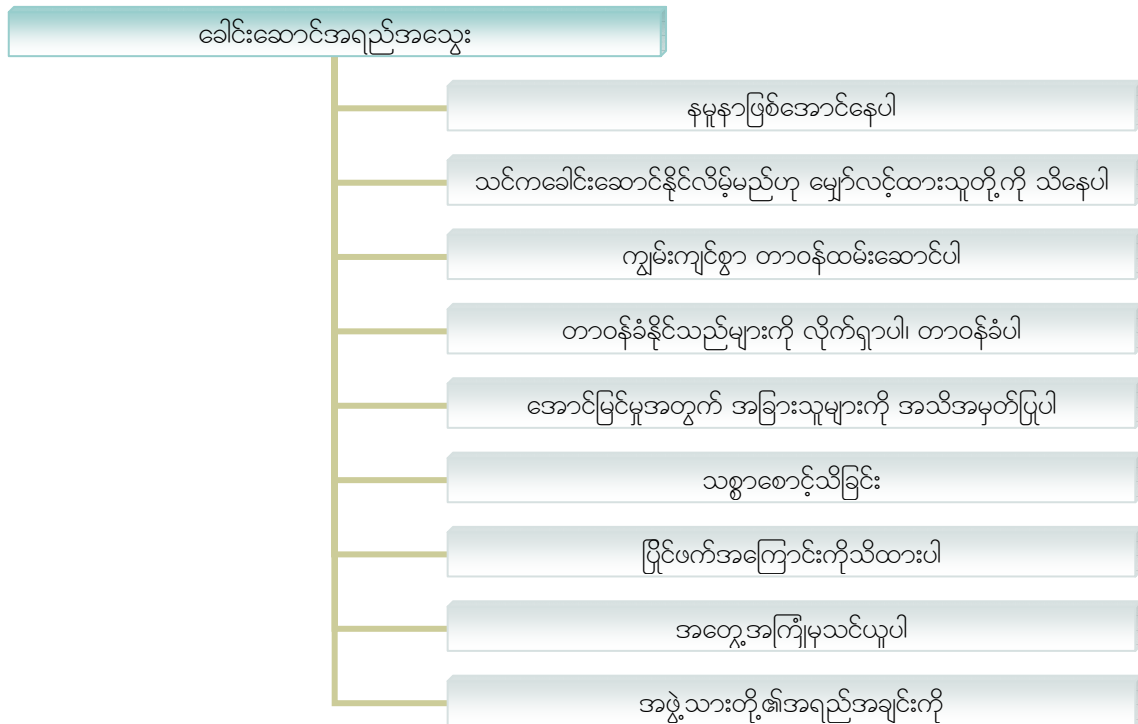 ခေါင်းဆောင်အရည်အသွေး
နမူနာဖြစ်အောင်နေပါ
သင်ကခေါင်းဆောင်နိုင်လိမ့်မည်ဟု မျှော်လင့်ထားသူတို့ကို သိနေပါ
ကျွမ်းကျင်စွာ တာဝန်ထမ်းဆောင်ပါ
တာဝန်ခံနိုင်သည်များကို လိုက်ရှာပါ၊ တာဝန်ခံပါ
အောင်မြင်မှုအတွက် အခြားသူများကို အသိအမှတ်ပြုပါ
သစ္စာစောင့်သိခြင်း
ပြိုင်ဖက်အကြောင်းကိုသိထားပါ
အတွေ့အကြုံမှသင်ယူပါ
အဖွဲ့သားတို့၏အရည်အချင်းကို